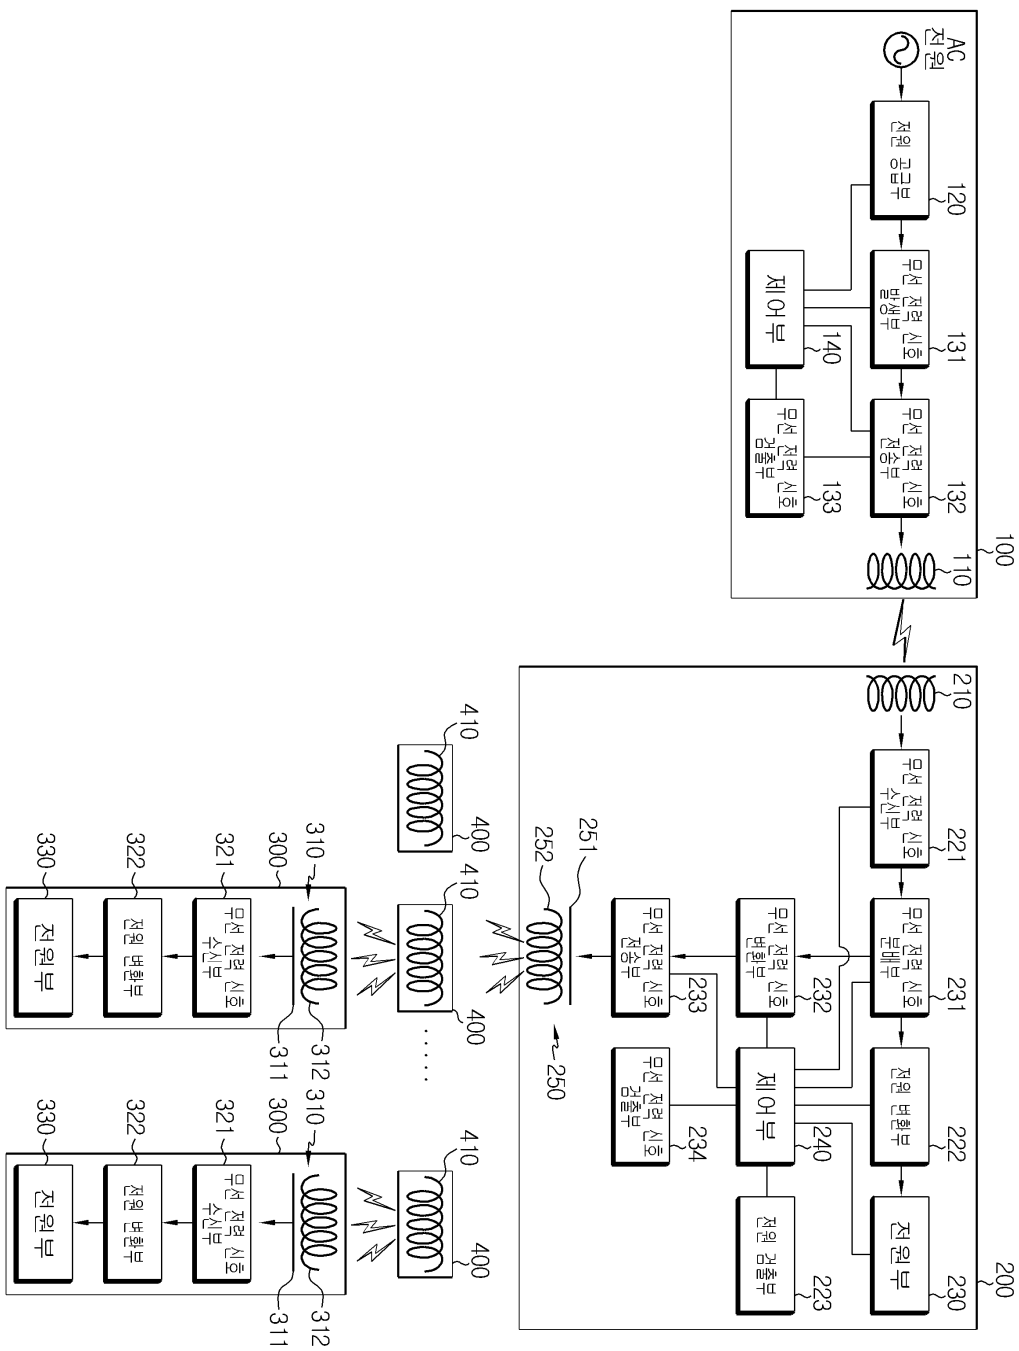 AC
전원
전원 공급부
120
무선 전력 신호
발생부
131
무선 전력 신호
전송부
132
제어부
140
무선 전력 신호
검출부
133
110
100
210
무선 전력 신호
수신부
221
무선 전력 신호
분배부
231
전원 변환부
222
전원부
230
200
무선 전력 신호
변환부
232
제어부
240
전원 검출부
223
무선 전력 신호
전송부
233
무선 전력 신호
검출부
234
251
252
250
410
400
410
400
.....
410
400
310
300
312
311
무선 전력 신호
수신부
321
전원 변환부
322
전원부
330
310
300
312
311
무선 전력 신호
수신부
321
전원 변환부
322
전원부
330